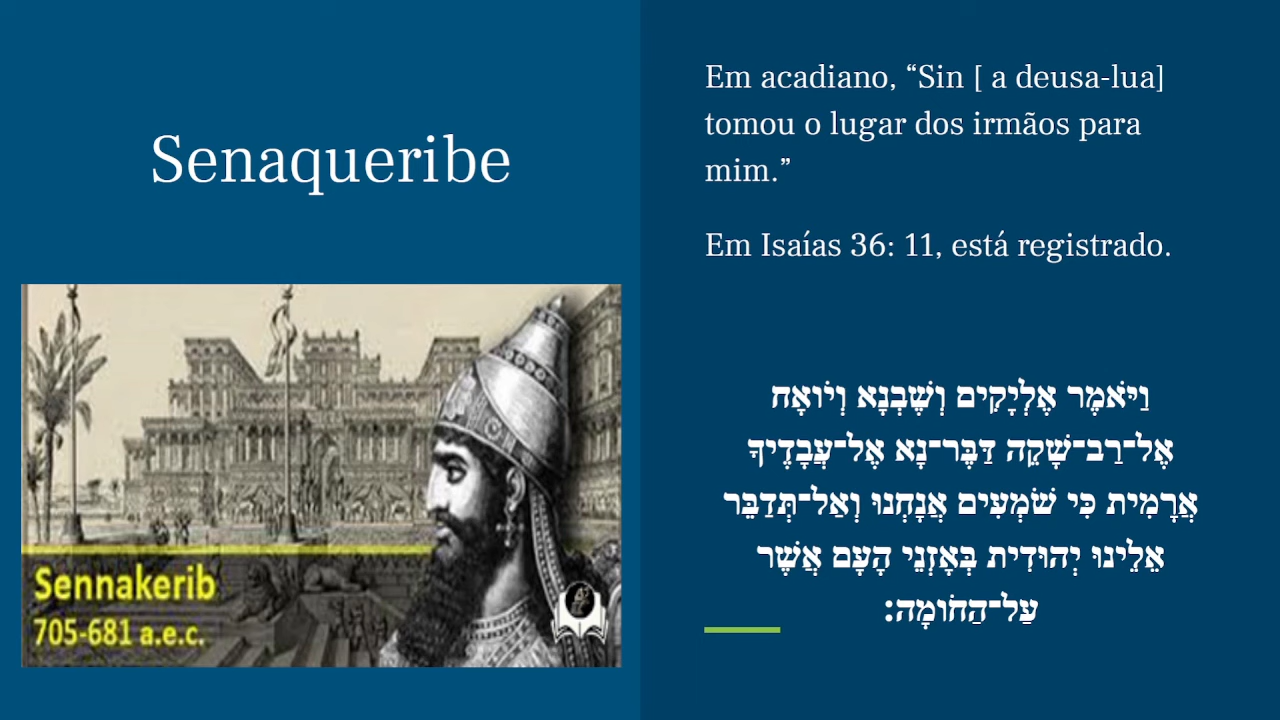 Senaqueribe
Sennakerib
705-681 a.e.c.
Em acadiano, “Sin [ a deusa-lua]
tomou o lugar dos irmãos para
mim.”
Em Isaías 36: 11, está registrado.
וַיֹּאמֶר אֶלְיָקִים וְשֶׁבְנָא וְיוֹאָח
אֶל־רַב־שָׁקֵה דַּבֶּר־נָא אֶל־עֲבָדֶיךָ
אֲרָמִית כִּי שֹׁמְעִים אֲנָחְנוּ וְאַל־תְּדַבֵּר
אֵלֵינוּ יְהוּדִית בְּאָזְנֵי הָעָם אֲשֶׁר
עַל־הַחוֹמָה׃